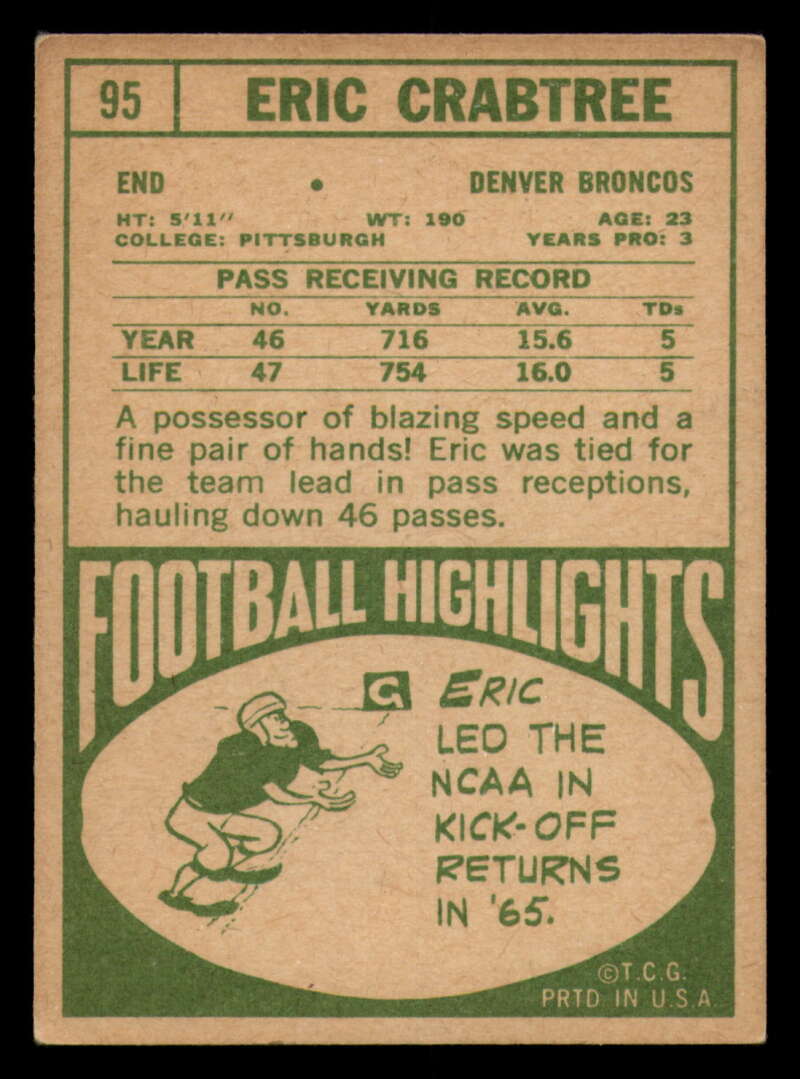 95 ERIC CRABTREE
END • DENVER BRONCOS
HT: 5'11" WT: 190 AGE: 23
COLLEGE: PITTSBURGH YEARS PRO: 3
PASS RECEIVING RECORD
NO. YARDS AVG. TDs
YEAR 46 716 15.6 5
LIFE 47 754 16.0 5
A possessor of blazing speed and a
fine pair of hands! Eric was tied for
the team lead in pass receptions,
hauling down 46 passes.
FOOTBALL HIGHLIGHTS
G ERIC
LED THE
NCAA IN
KICK-OFF
RETURNS
IN '65.
©T.C.G.
PRTD IN U.S.A.